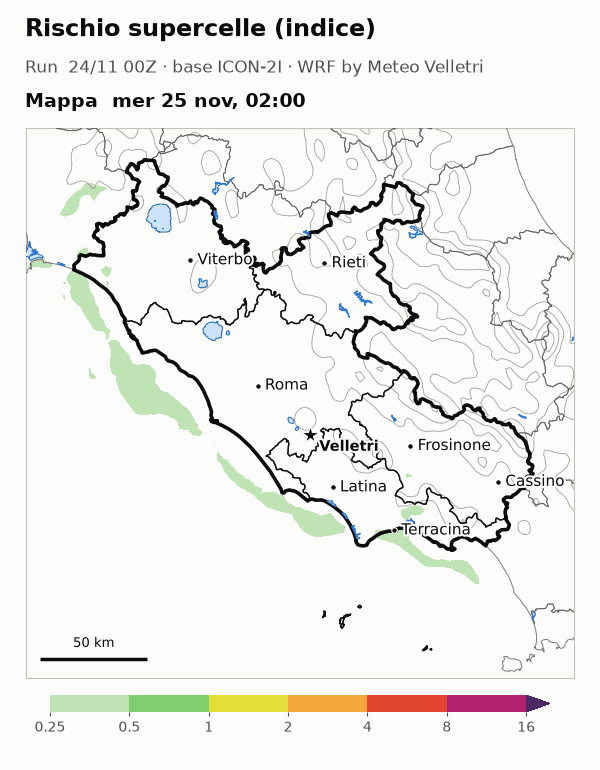 Rischio supercelle (indice)
Run  24/11 00Z · base ICON-2I · WRF by Meteo Velletri
Mappa  mer 25 nov, 02:00
Viterbo
Rieti
Roma
Velletri
Frosinone
Latina
Cassino
Terracina
50 km
0.25 0.5 1 2 4 8 16